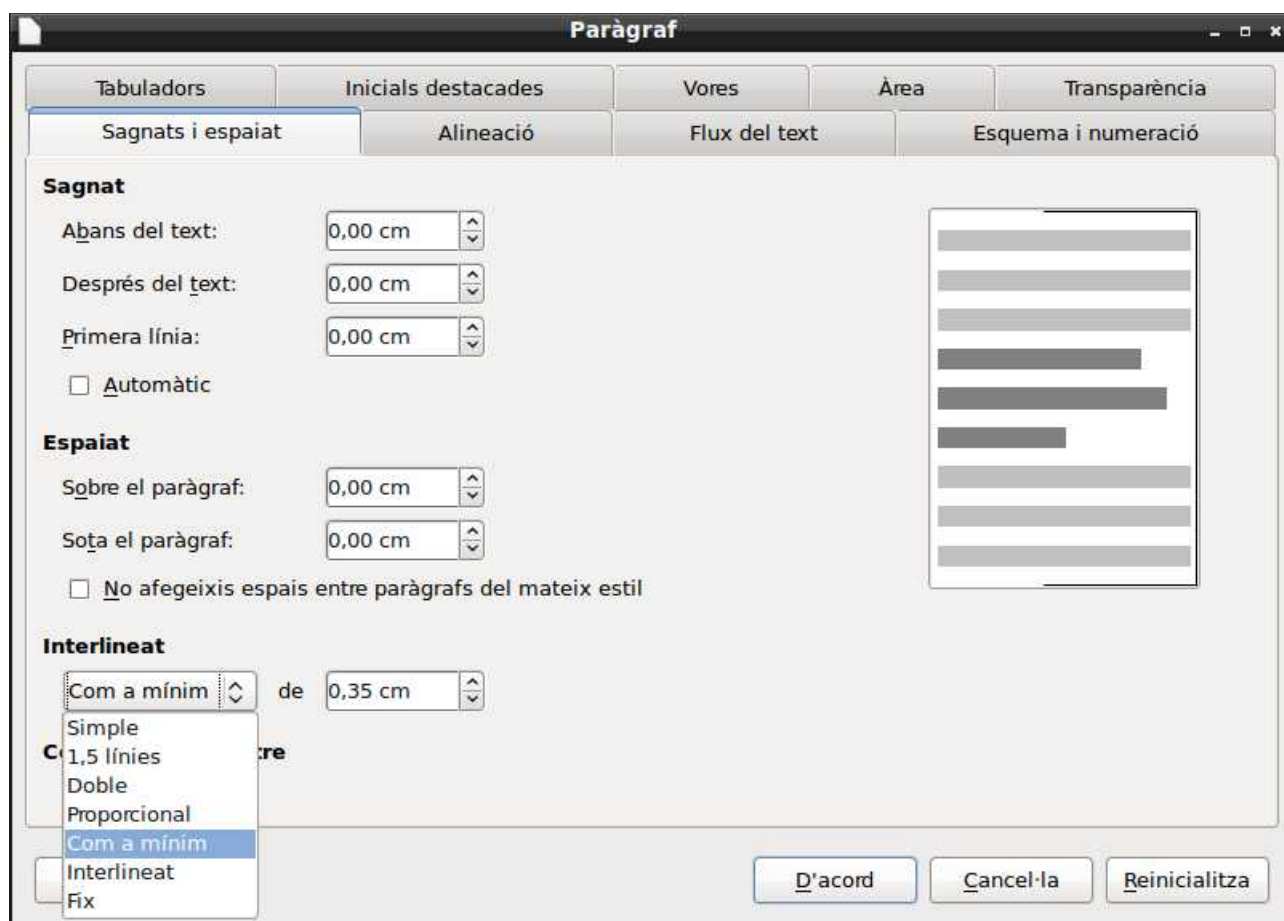 Paràgraf
Tabuladors Inicials destacades Vores Àrea Transparència
Sagnats i espaiat Alineació Flux del text Esquema i numeració
Sagnat
Abans del text: 0,00 cm
Després del text: 0,00 cm
Primera línia: 0,00 cm
Automàtic
Espaiat
Sobre el paràgraf: 0,00 cm
Sota el paràgraf: 0,00 cm
No afegeixis espais entre paràgrafs del mateix estil
Interlineat
Com a mínim de 0,35 cm
Simple
1,5 línies
Doble
Proporcional
Com a mínim
Interlineat
Fix
D'acord Cancel·la Reinicialitza